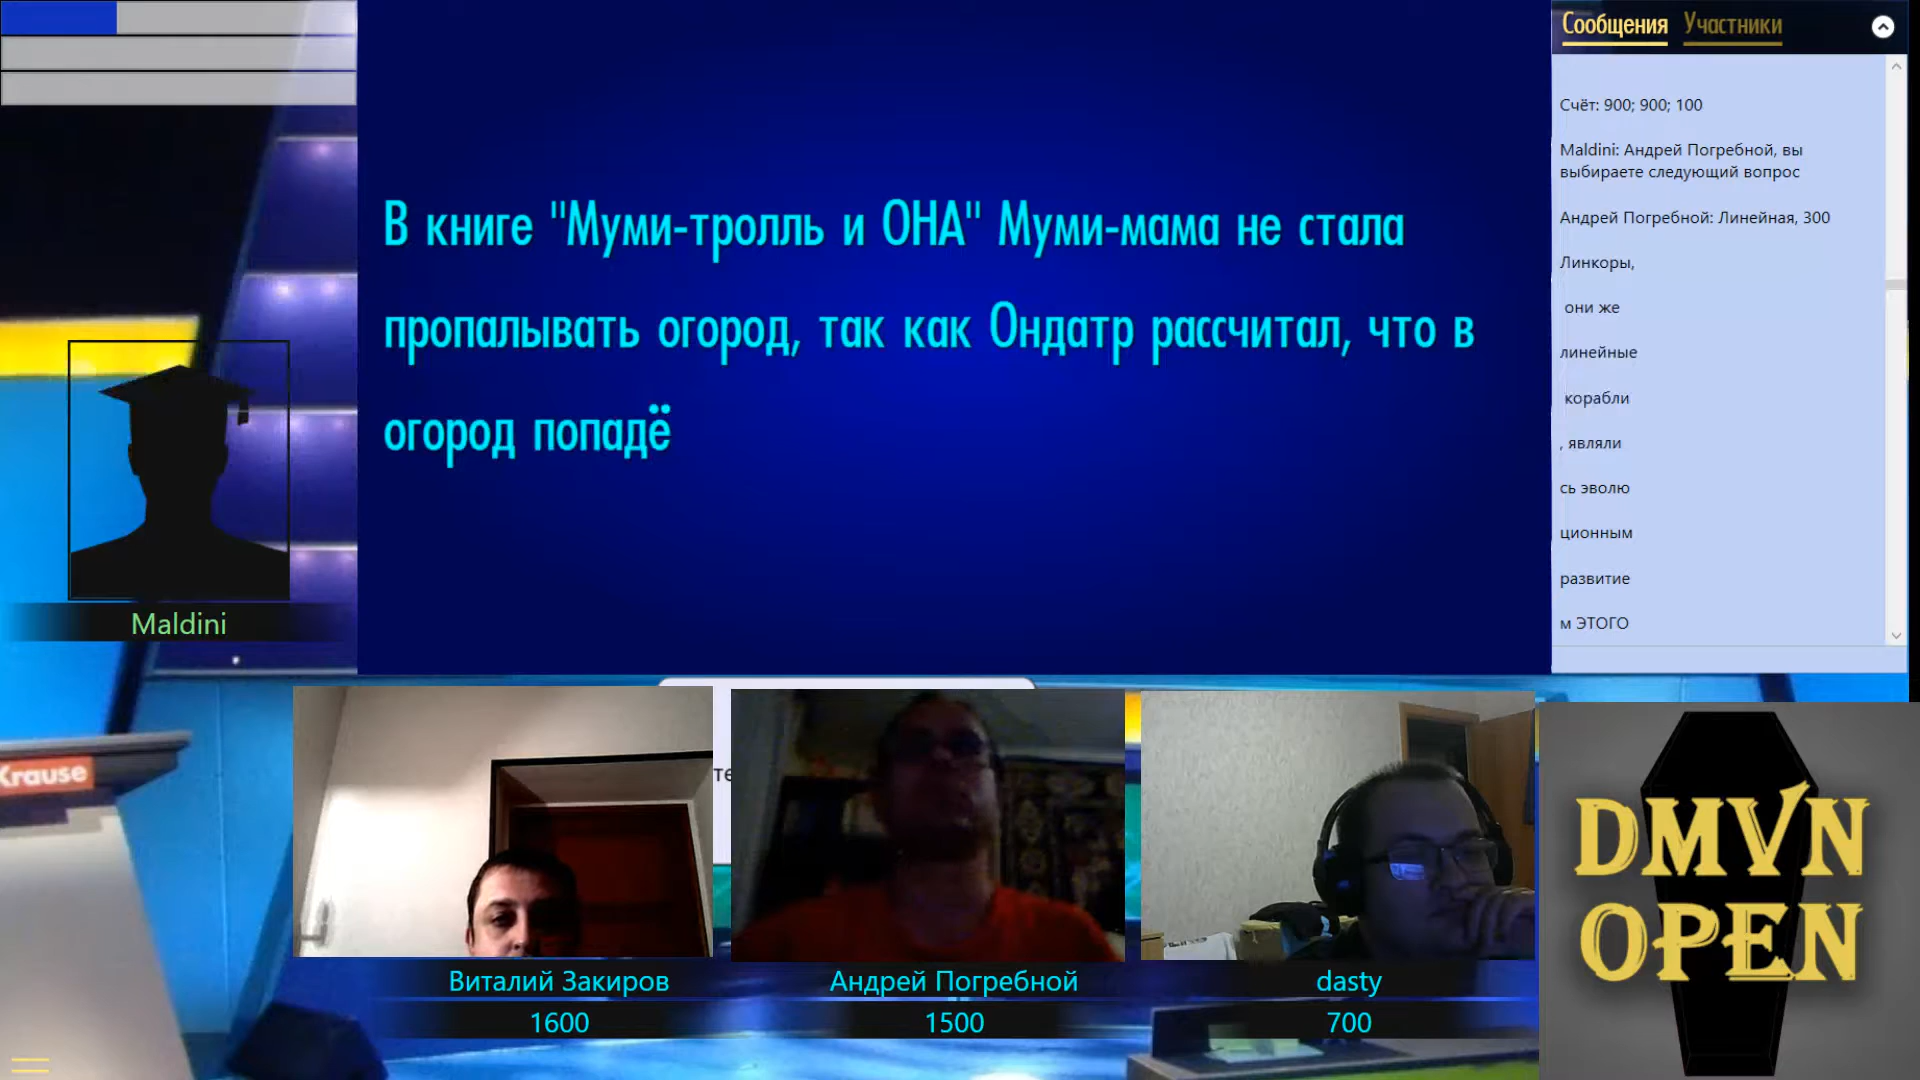 Сообщения Участники
Счёт: 900; 900; 100
Maldini: Андрей Погребной, вы
выбираете следующий вопрос
Андрей Погребной: Линейная, 300
Линкоры,
они же
линейные
корабли
, являли
сь эволю
ционным
развитие
м ЭТОГО
В книге "Муми-тролль и ОНА" Муми-мама не стала
пропалывать огород, так как Ондатр рассчитал, что в
огород попадё
Maldini
Krause
те
Виталий Закиров
1600
Андрей Погребной
1500
dasty
700
DMVN
OPEN